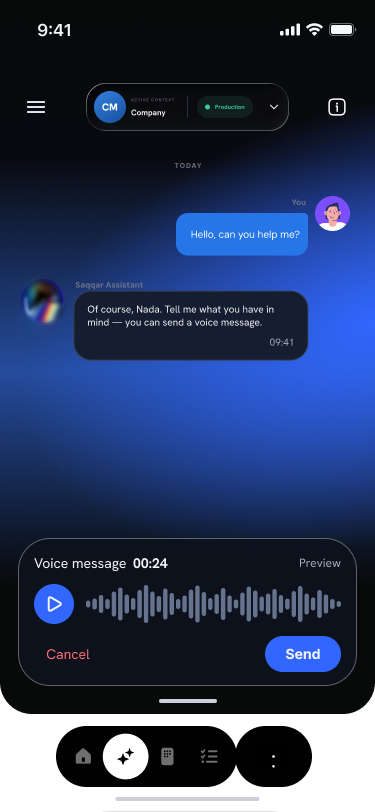 9:41
CM
ACTIVE CONTEXT
Company
Production
TODAY
You
Hello, can you help me?
Saqqar Assistant
Of course, Nada. Tell me what you have in
mind — you can send a voice message.
09:41
Voice message 00:24
Preview
Cancel
Send